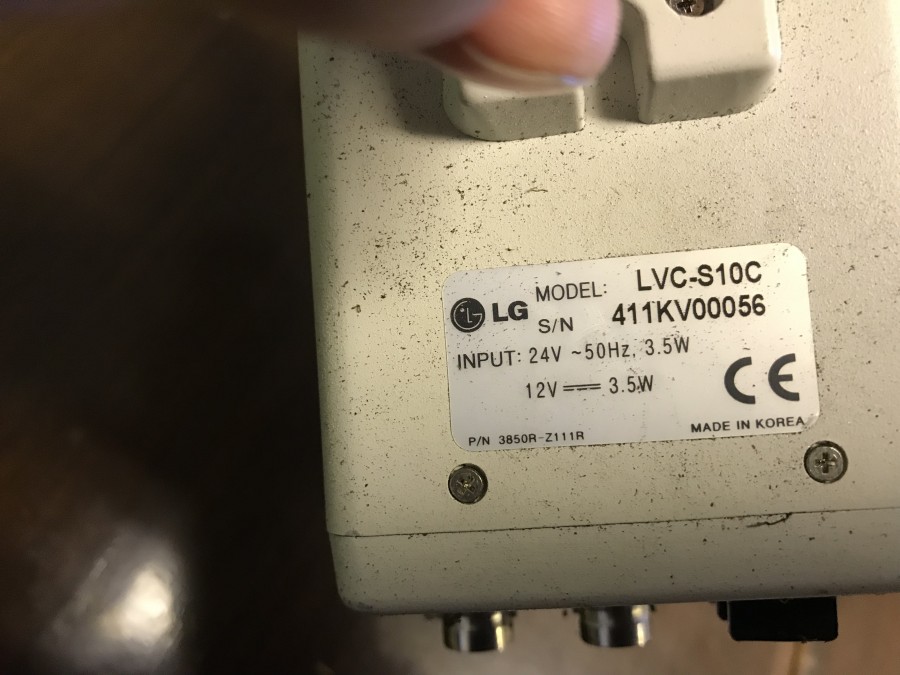 LG MODEL: LVC-S10C
S/N 411KV00056
INPUT: 24V ~50Hz, 3.5W
12V 3.5W
CE
P/N 3850R-Z111R MADE IN KOREA